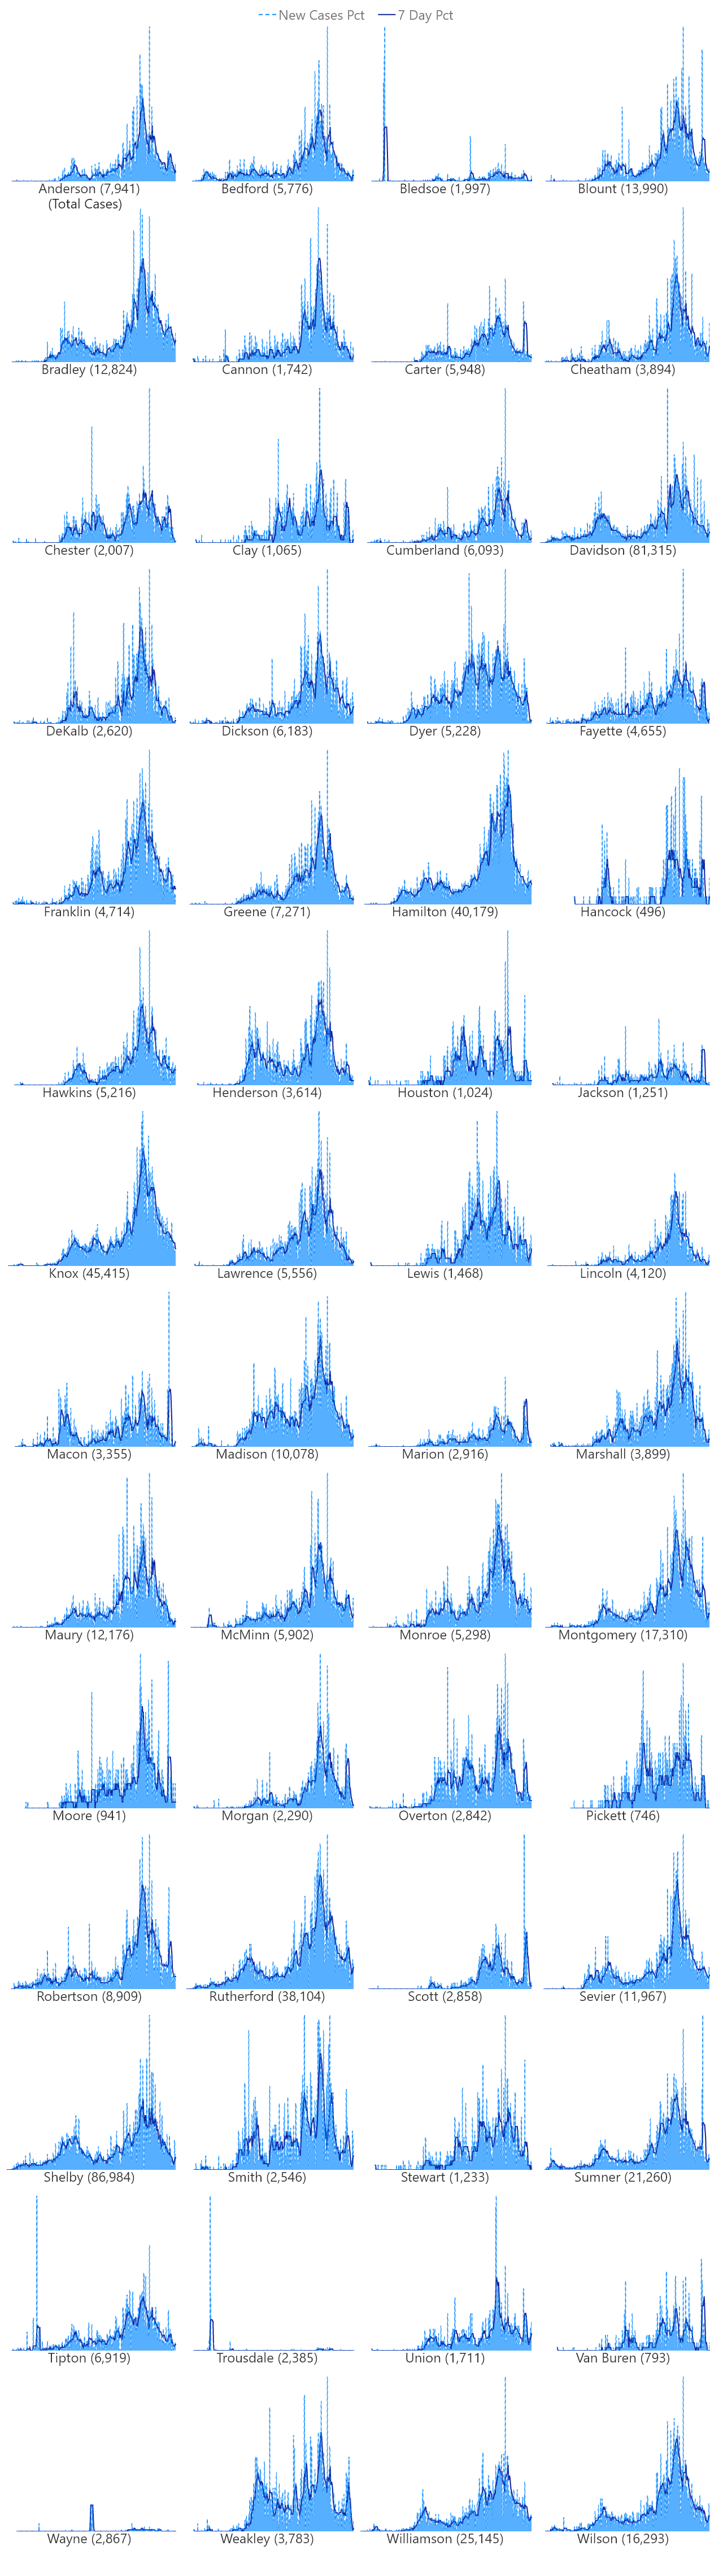 New Cases Pct 7 Day Pct
Anderson (7,941) Bedford (5,776) Bledsoe (1,997) Blount (13,990)
(Total Cases)
Bradley (12,824) Cannon (1,742) Carter (5,948) Cheatham (3,894)
Chester (2,007) Clay (1,065) Cumberland (6,093) Davidson (81,315)
DeKalb (2,620) Dickson (6,183) Dyer (5,228) Fayette (4,655)
Franklin (4,714) Greene (7,271) Hamilton (40,179) Hancock (496)
Hawkins (5,216) Henderson (3,614) Houston (1,024) Jackson (1,251)
Knox (45,415) Lawrence (5,556) Lewis (1,468) Lincoln (4,120)
Macon (3,355) Madison (10,078) Marion (2,916) Marshall (3,899)
Maury (12,176) McMinn (5,902) Monroe (5,298) Montgomery (17,310)
Moore (941) Morgan (2,290) Overton (2,842) Pickett (746)
Robertson (8,909) Rutherford (38,104) Scott (2,858) Sevier (11,967)
Shelby (86,984) Smith (2,546) Stewart (1,233) Sumner (21,260)
Tipton (6,919) Trousdale (2,385) Union (1,711) Van Buren (793)
Wayne (2,867) Weakley (3,783) Williamson (25,145) Wilson (16,293)